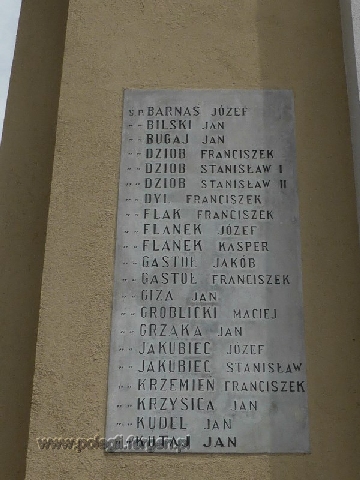 Ś.P. BARNAŚ JÓZEF
" " BILSKI JAN
" " BUGAJ JAN
" " DZIOB FRANCISZEK
" " DZIOB STANISŁAW I
" " DZIOB STANISŁAW II
" " DYL FRANCISZEK
" " FLAK FRANCISZEK
" " FLANEK JÓZEF
" " FLANEK KASPER
" " GASTUŁ JAKÓB
" " GASTUŁ FRANCISZEK
" " GIZA JAN
" " GROBLICKI MACIEJ
" " GRZAKA JAN
" " JAKUBIEC JÓZEF
" " JAKUBIEC STANISŁAW
" " KRZEMIEŃ FRANCISZEK
" " KRZYSICA JAN
" " KUDEL JAN
" " KUTAJ JAN